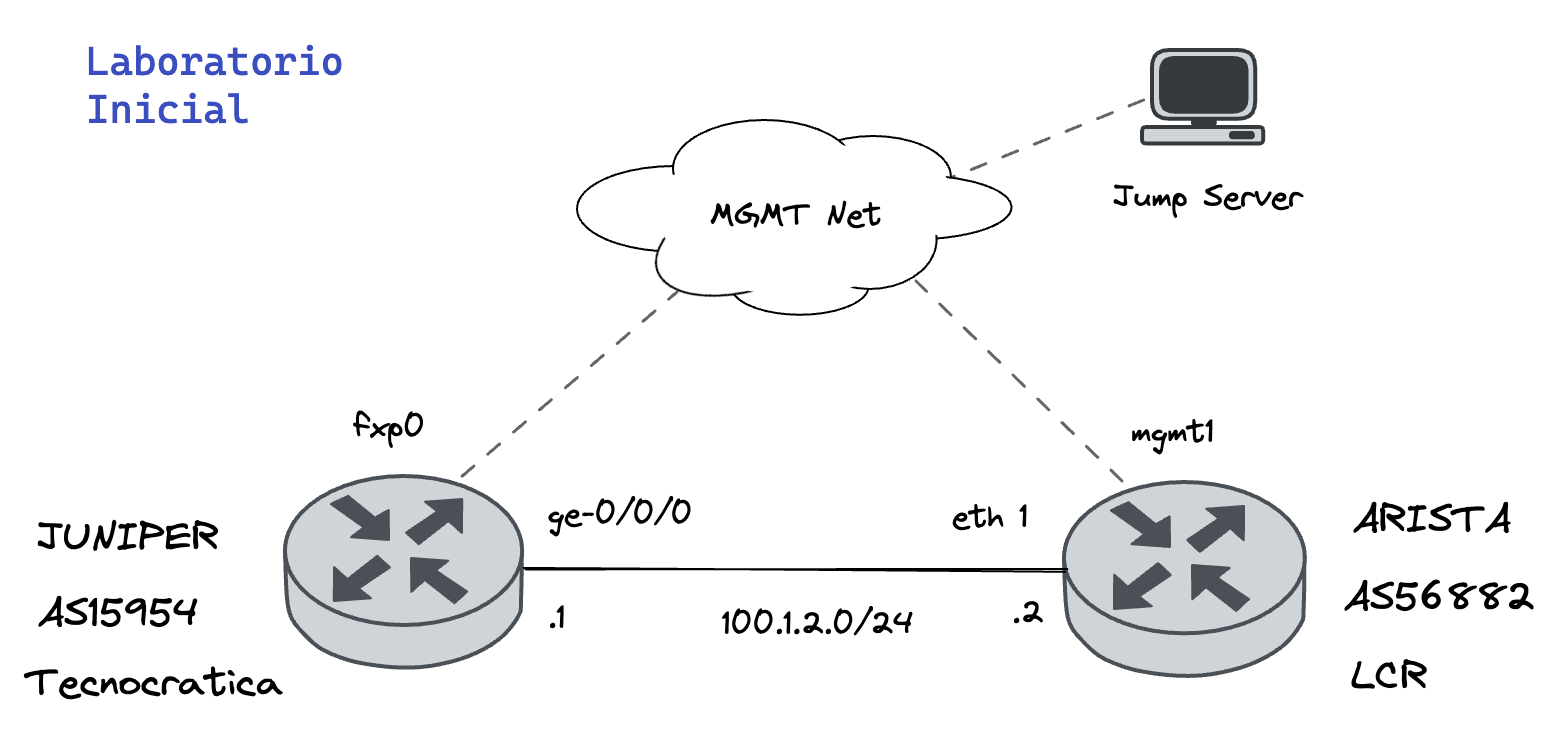 Laboratorio
Inicial
Jump Server
MGMT Net
fxp0
mgmt1
ge-0/0/0
eth 1
JUNIPER
ARISTA
AS15954
.1
100.1.2.0/24
.2
AS56882
Tecnocratica
LCR